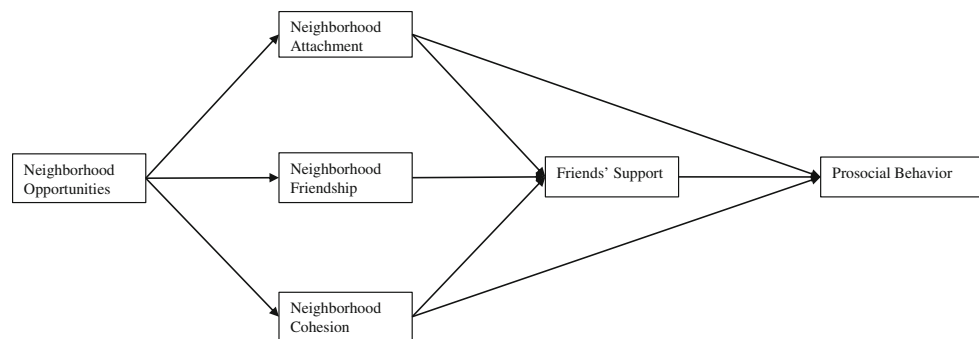 Neighborhood
Attachment
Neighborhood
Opportunities
Neighborhood
Friendship
Friends' Support
Prosocial Behavior
Neighborhood
Cohesion